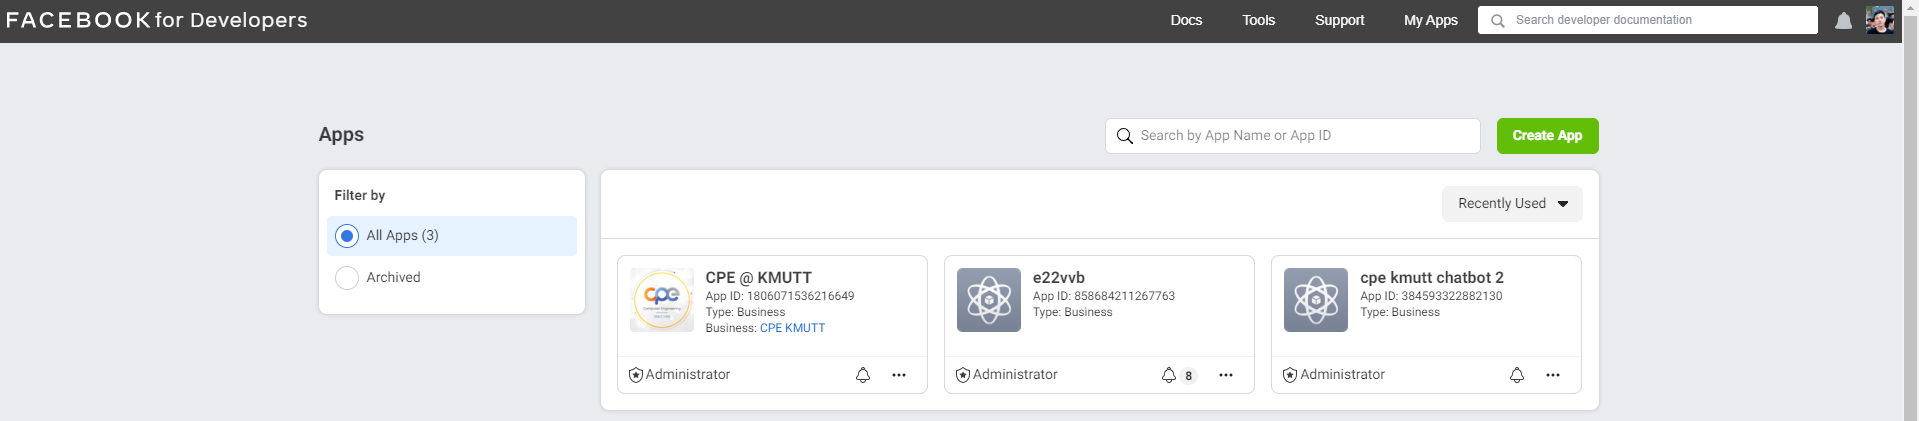 FACEBOOK for Developers
Docs
Tools
Support
My Apps
Search developer documentation
Apps
Search by App Name or App ID
Create App
Filter by
All Apps (3)
Archived
Recently Used
cpe
CPE @ KMUTT
App ID: 1806071536216649
Type: Business
Business: CPE KMUTT
Administrator
e22vvb
App ID: 858684211267763
Type: Business
Administrator
8
cpe kmutt chatbot 2
App ID: 384593322882130
Type: Business
Administrator